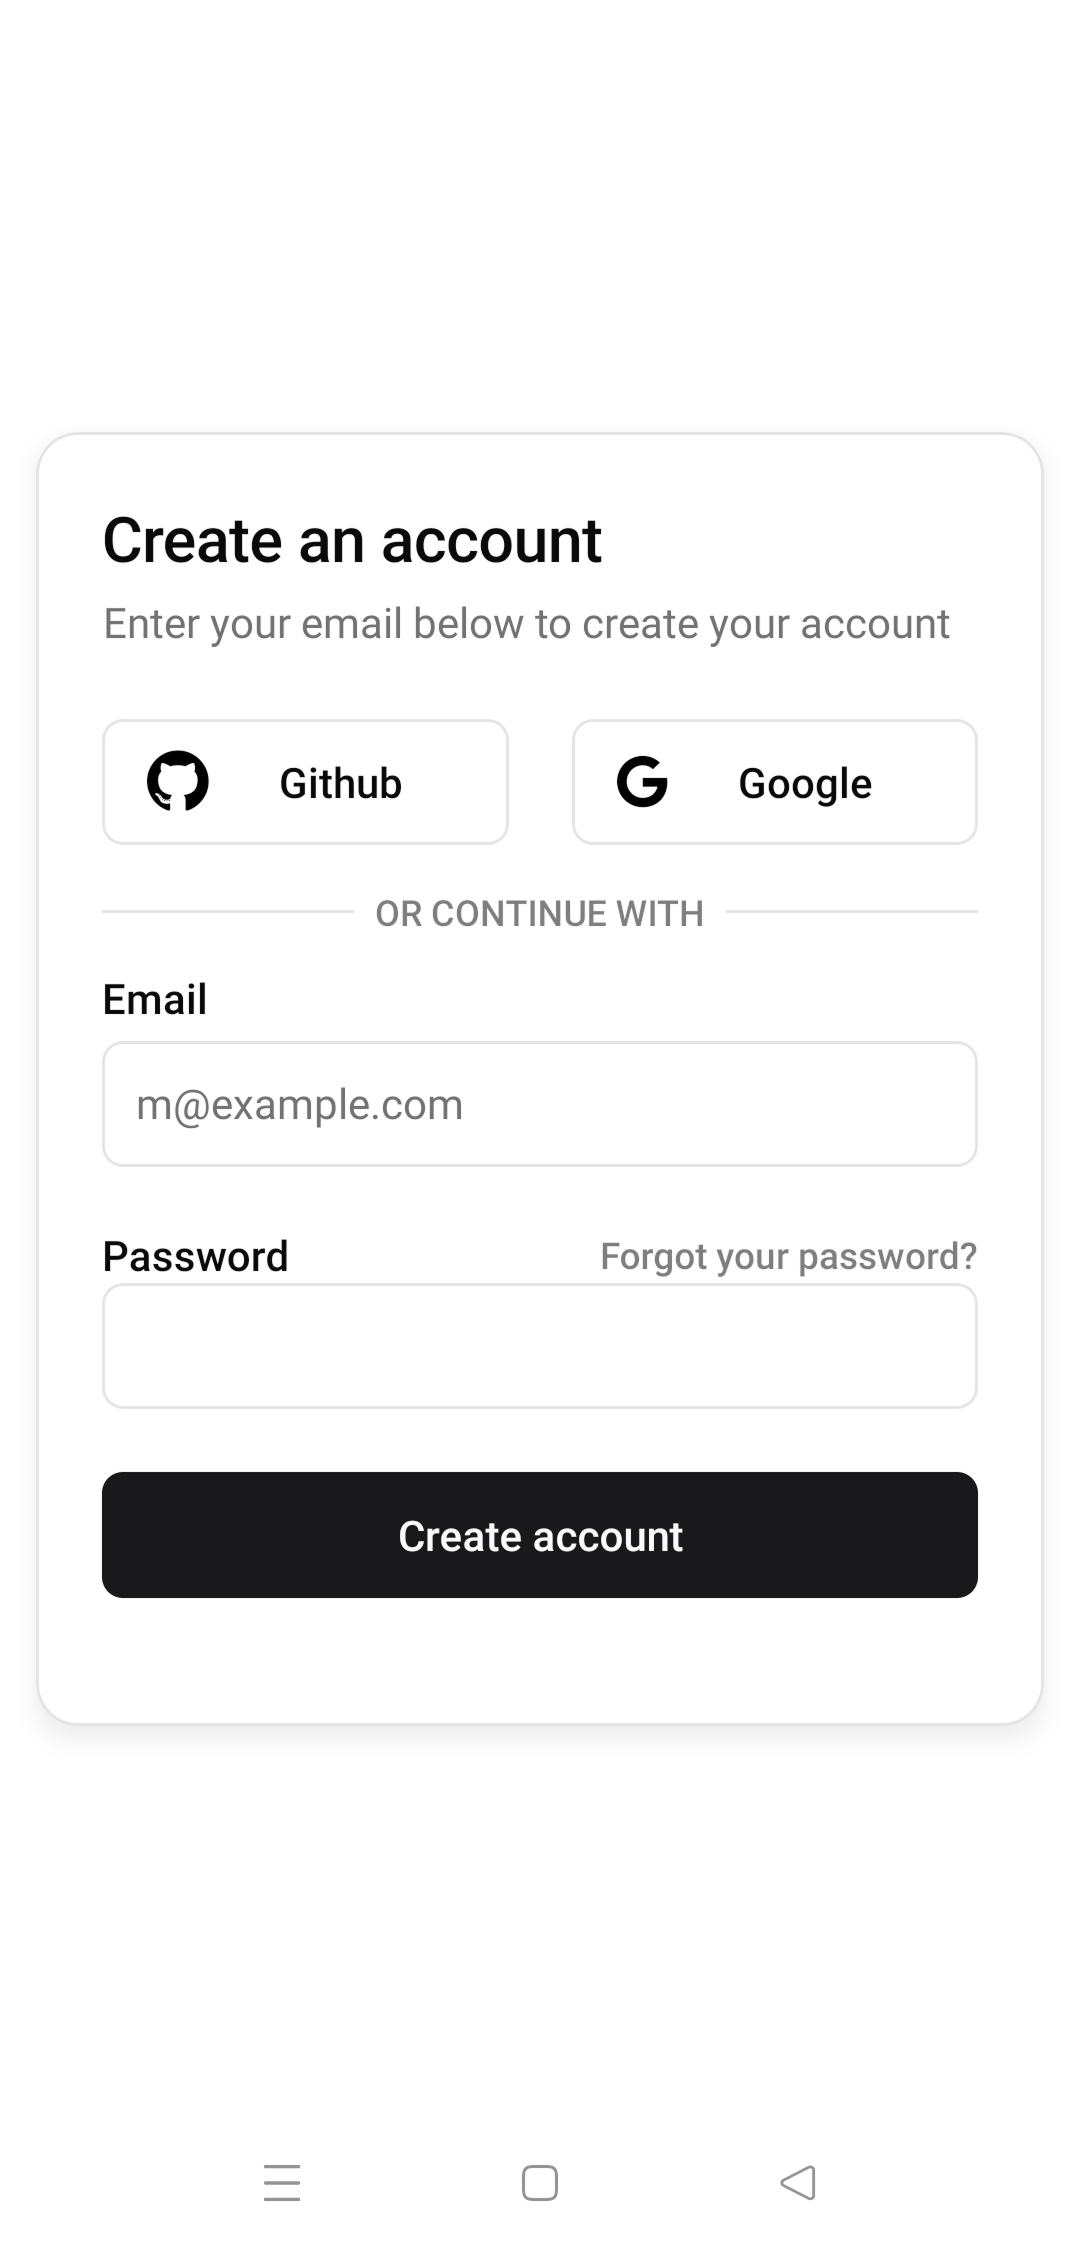 Create an account
Enter your email below to create your account
Github
Google
OR CONTINUE WITH
Email
m@example.com
Password
Forgot your password?
Create account